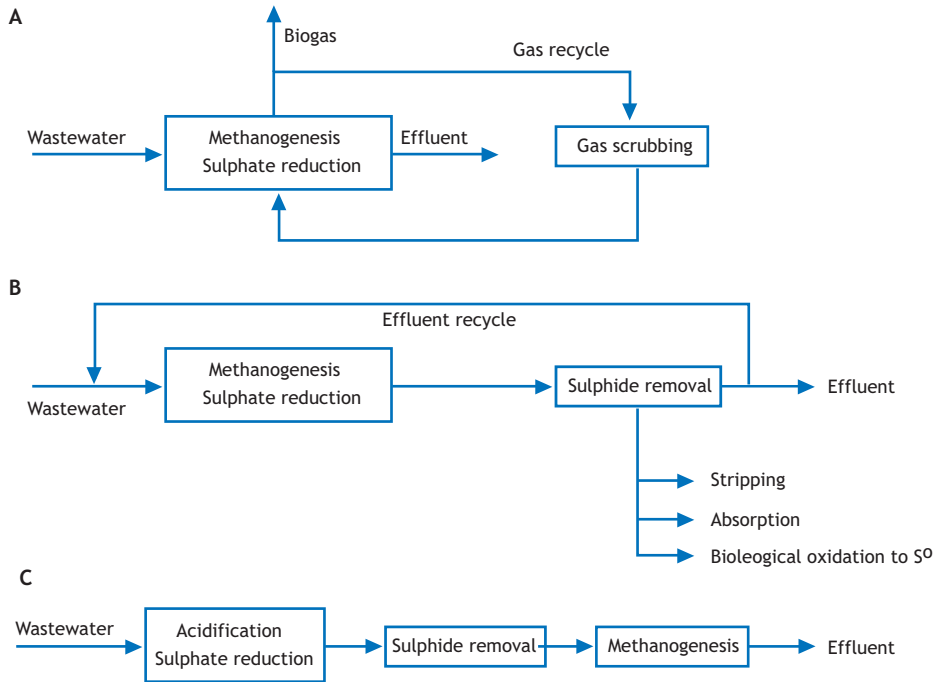 A
Biogas
Gas recycle
Wastewater
Methanogenesis
Sulphate reduction
Effluent
Gas scrubbing
B
Effluent recycle
Wastewater
Methanogenesis
Sulphate reduction
Sulphide removal
Effluent
Stripping
Absorption
Bioleogical oxidation to Sº
C
Wastewater
Acidification
Sulphate reduction
Sulphide removal
Methanogenesis
Effluent